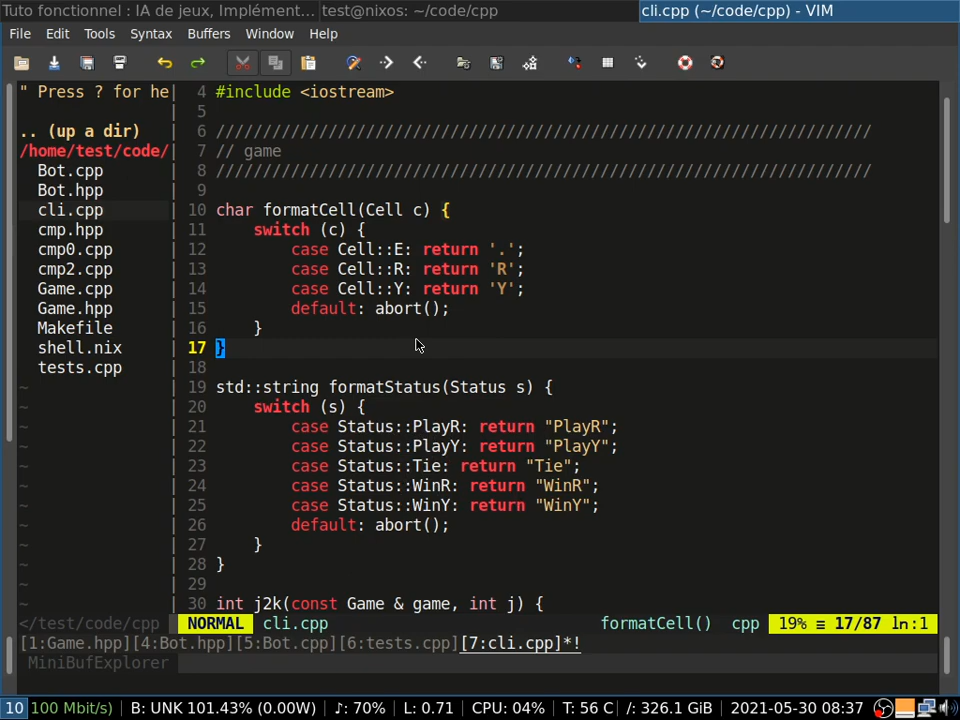 Tuto fonctionnel : IA de jeux, Implément... test@nixos: ~/code/cpp cli.cpp (~/code/cpp) - VIM
File Edit Tools Syntax Buffers Window Help
" Press ? for he
.. (up a dir)
/home/test/code/
Bot.cpp
Bot.hpp
cli.cpp
cmp.hpp
cmp0.cpp
cmp2.cpp
Game.cpp
Game.hpp
Makefile
shell.nix
tests.cpp
~
~
~
~
~
~
~
~
~
~
~
~
</test/code/cpp
4 #include <iostream>
5
6 //////////////////////////////////////////////////////////////////////
7 // game
8 //////////////////////////////////////////////////////////////////////
9
10 char formatCell(Cell c) {
11     switch (c) {
12         case Cell::E: return '.';
13         case Cell::R: return 'R';
14         case Cell::Y: return 'Y';
15         default: abort();
16     }
17 }
18
19 std::string formatStatus(Status s) {
20     switch (s) {
21         case Status::PlayR: return "PlayR";
22         case Status::PlayY: return "PlayY";
23         case Status::Tie: return "Tie";
24         case Status::WinR: return "WinR";
25         case Status::WinY: return "WinY";
26         default: abort();
27     }
28 }
29
30 int j2k(const Game & game, int j) {
NORMAL cli.cpp formatCell() cpp 19% ≡ 17/87 ln:1
[1:Game.hpp][4:Bot.hpp][5:Bot.cpp][6:tests.cpp][7:cli.cpp]*!
MiniBufExplorer
10 100 Mbit/s) | B: UNK 101.43% (0.00W) | ♪: 70% | L: 0.71 | CPU: 04% | T: 56 C | /: 326.1 GiB | 2021-05-30 08:37